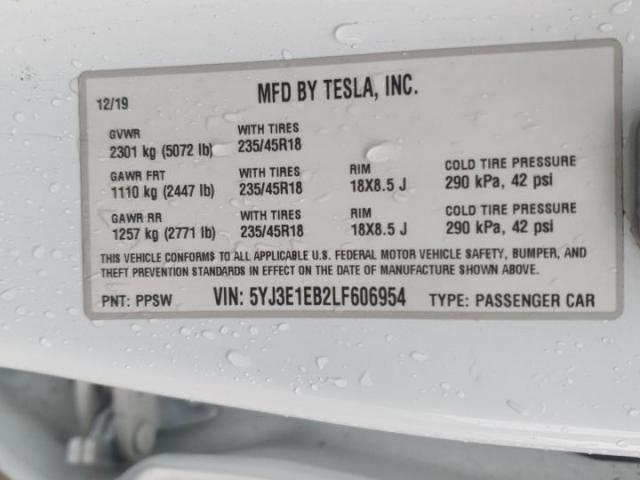 MFD BY TESLA, INC.
12/19
GVWR WITH TIRES
2301 kg (5072 lb) 235/45R18
GAWR FRT WITH TIRES RIM COLD TIRE PRESSURE
1110 kg (2447 lb) 235/45R18 18X8.5 J 290 kPa, 42 psi
GAWR RR WITH TIRES RIM COLD TIRE PRESSURE
1257 kg (2771 lb) 235/45R18 18X8.5 J 290 kPa, 42 psi
THIS VEHICLE CONFORMS TO ALL APPLICABLE U.S. FEDERAL MOTOR VEHICLE SAFETY, BUMPER, AND
THEFT PREVENTION STANDARDS IN EFFECT ON THE DATE OF MANUFACTURE SHOWN ABOVE.
PNT: PPSW VIN: 5YJ3E1EB2LF606954 TYPE: PASSENGER CAR